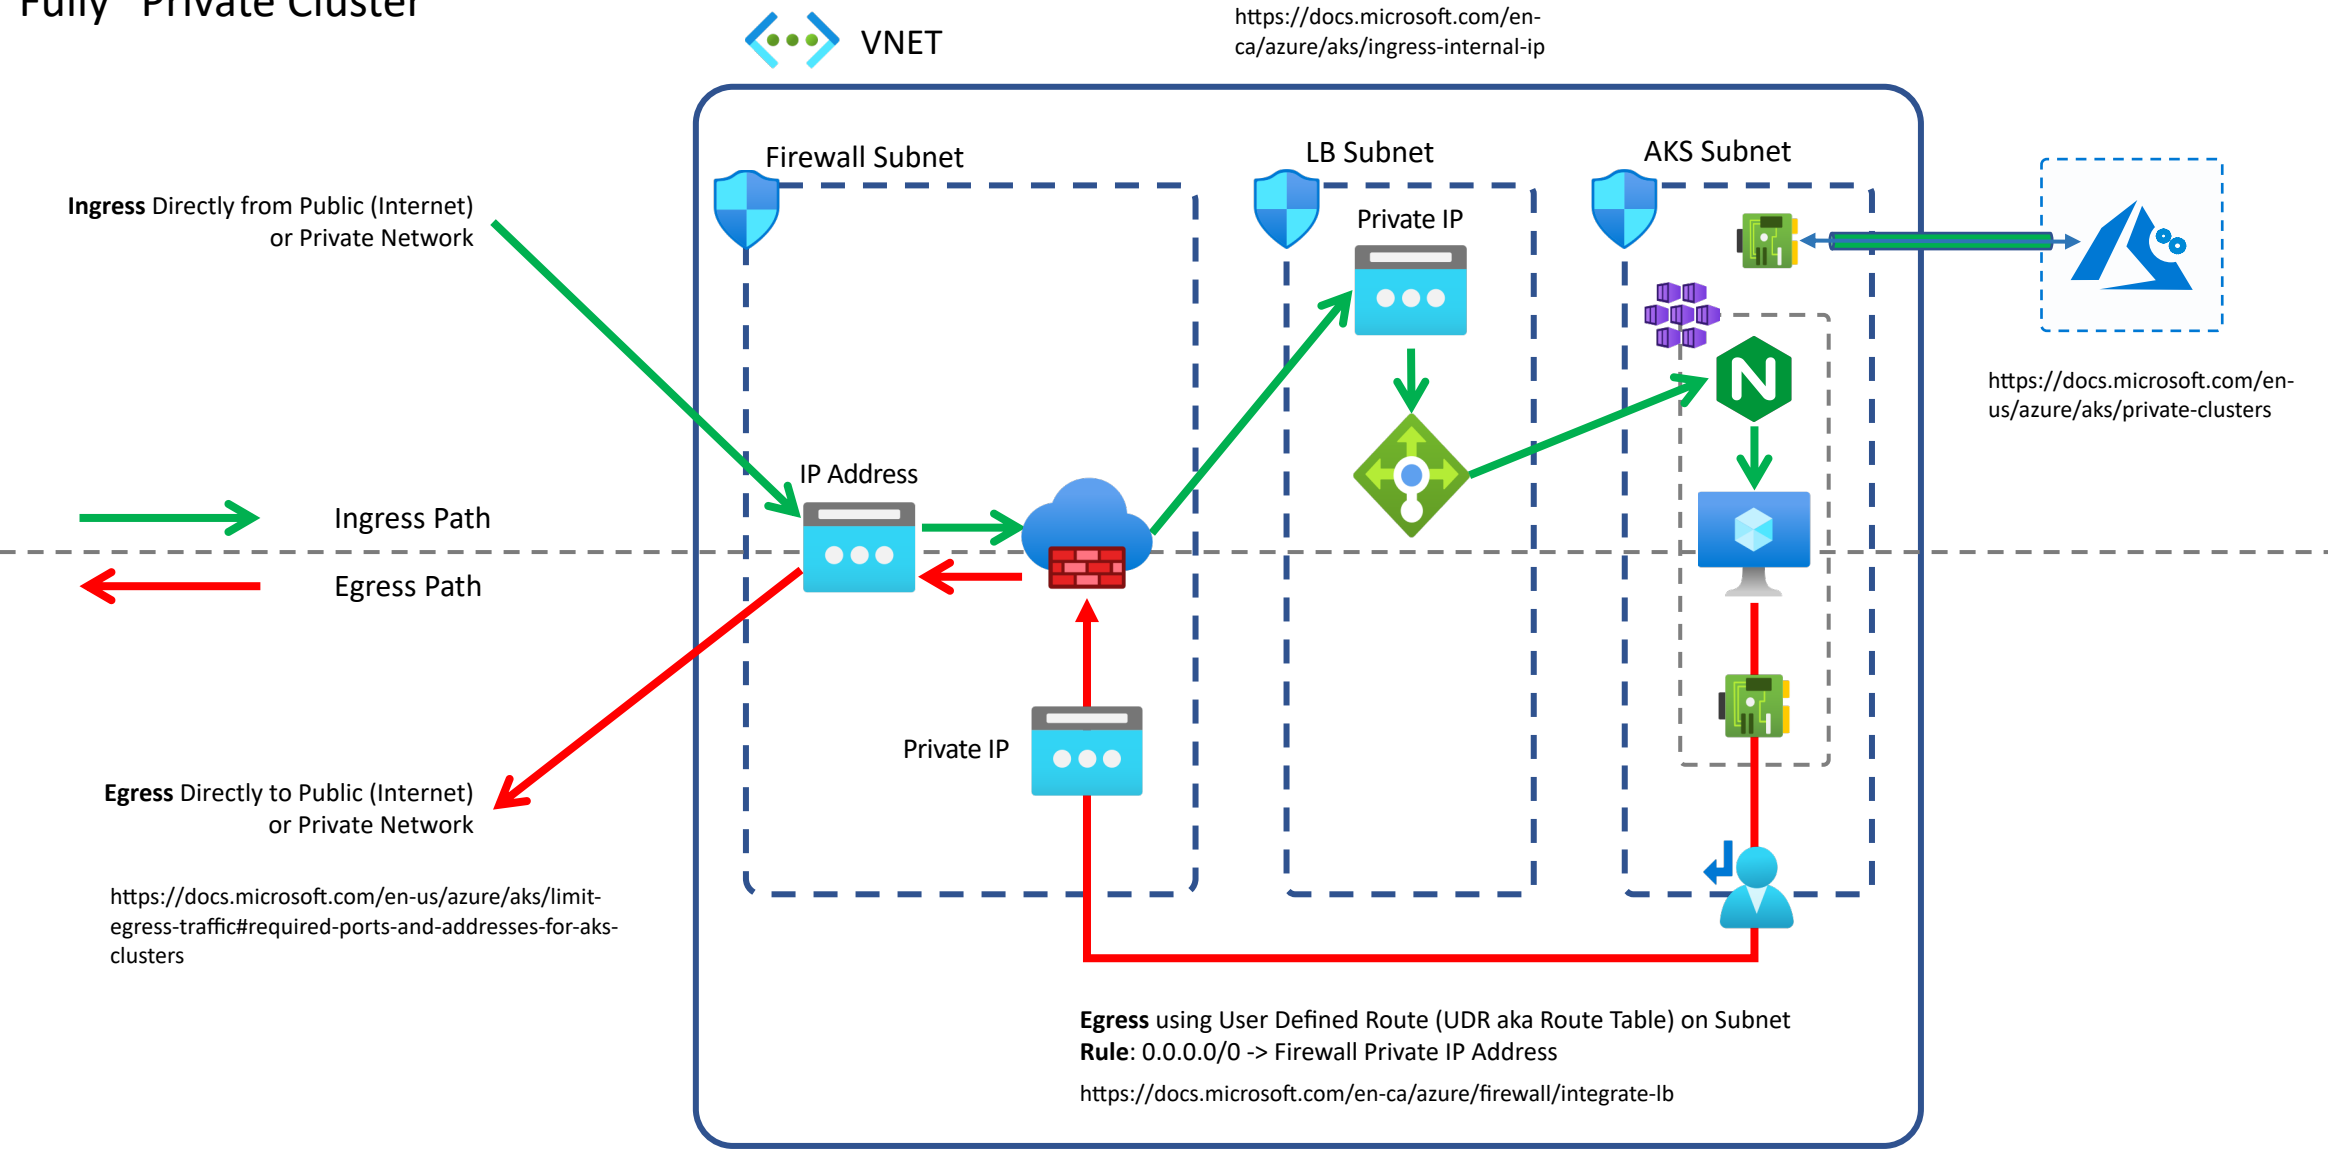 Fully "Private Cluster"
VNET
https://docs.microsoft.com/en-
ca/azure/aks/ingress-internal-ip
Firewall Subnet
LB Subnet
AKS Subnet
Ingress Directly from Public (Internet)
or Private Network
Private IP
https://docs.microsoft.com/en-
us/azure/aks/private-clusters
IP Address
Ingress Path
Egress Path
Private IP
Egress Directly to Public (Internet)
or Private Network
https://docs.microsoft.com/en-us/azure/aks/limit-
egress-traffic#required-ports-and-addresses-for-aks-
clusters
Egress using User Defined Route (UDR aka Route Table) on Subnet
Rule: 0.0.0.0/0 -> Firewall Private IP Address
https://docs.microsoft.com/en-ca/azure/firewall/integrate-lb